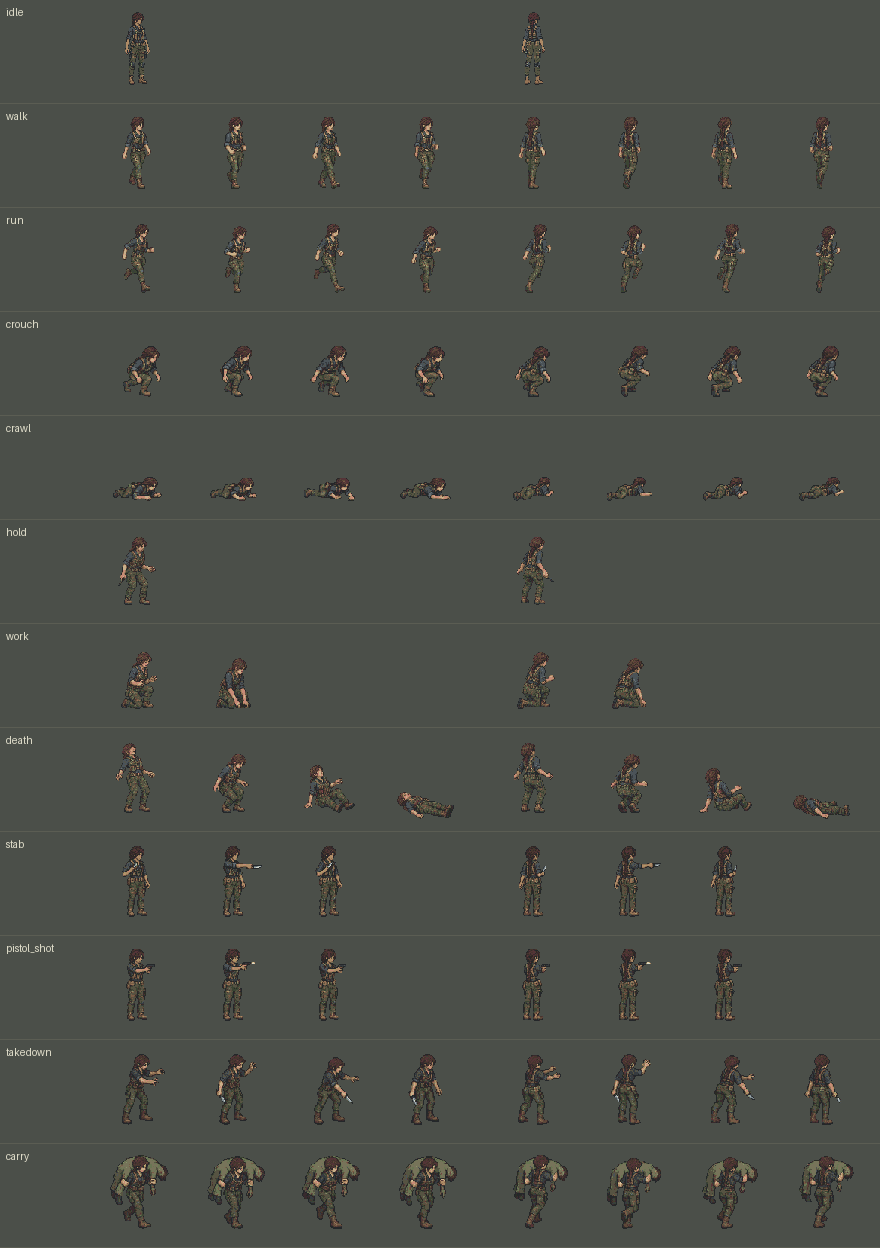 idle
walk
run
crouch
crawl
hold
work
death
stab
pistol_shot
takedown
carry